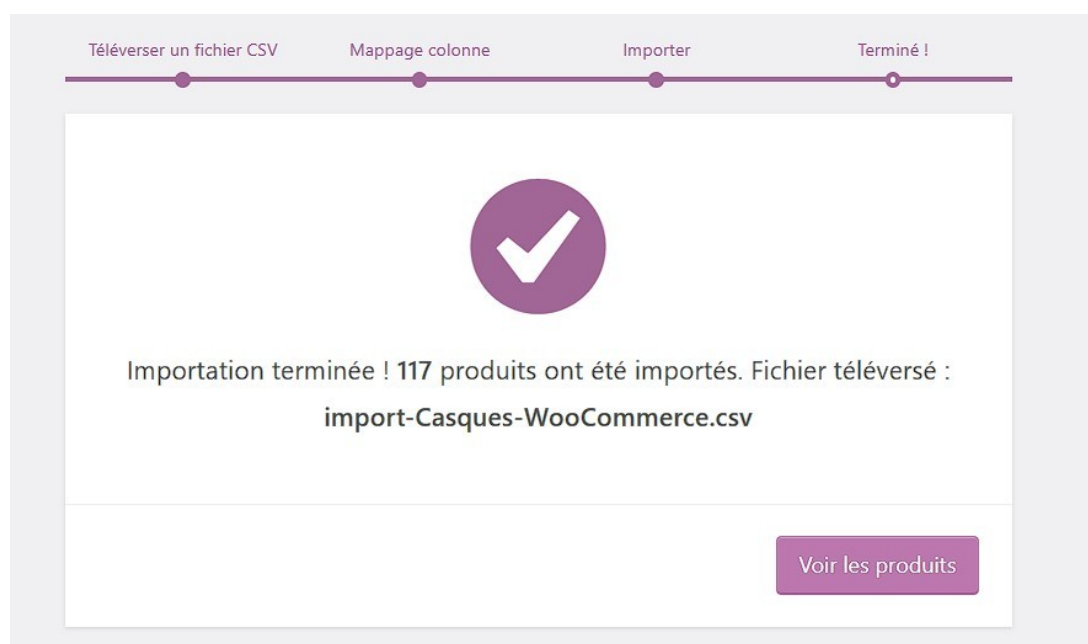 Téléverser un fichier CSV
Mappage colonne
Importer
Terminé !
Importation terminée ! 117 produits ont été importés. Fichier téléversé :
import-Casques-WooCommerce.csv
Voir les produits